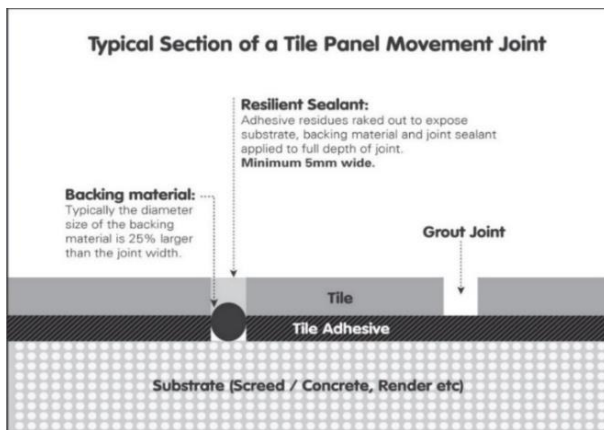 Typical Section of a Tile Panel Movement Joint
Resilient Sealant:
Adhesive residues raked out to expose
substrate, backing material and joint sealant
applied to full depth of joint.
Minimum 5mm wide.
Backing material:
Typically the diameter
size of the backing
material is 25% larger
than the joint width.
Grout Joint
Tile
Tile Adhesive
Substrate (Screed / Concrete, Render etc)